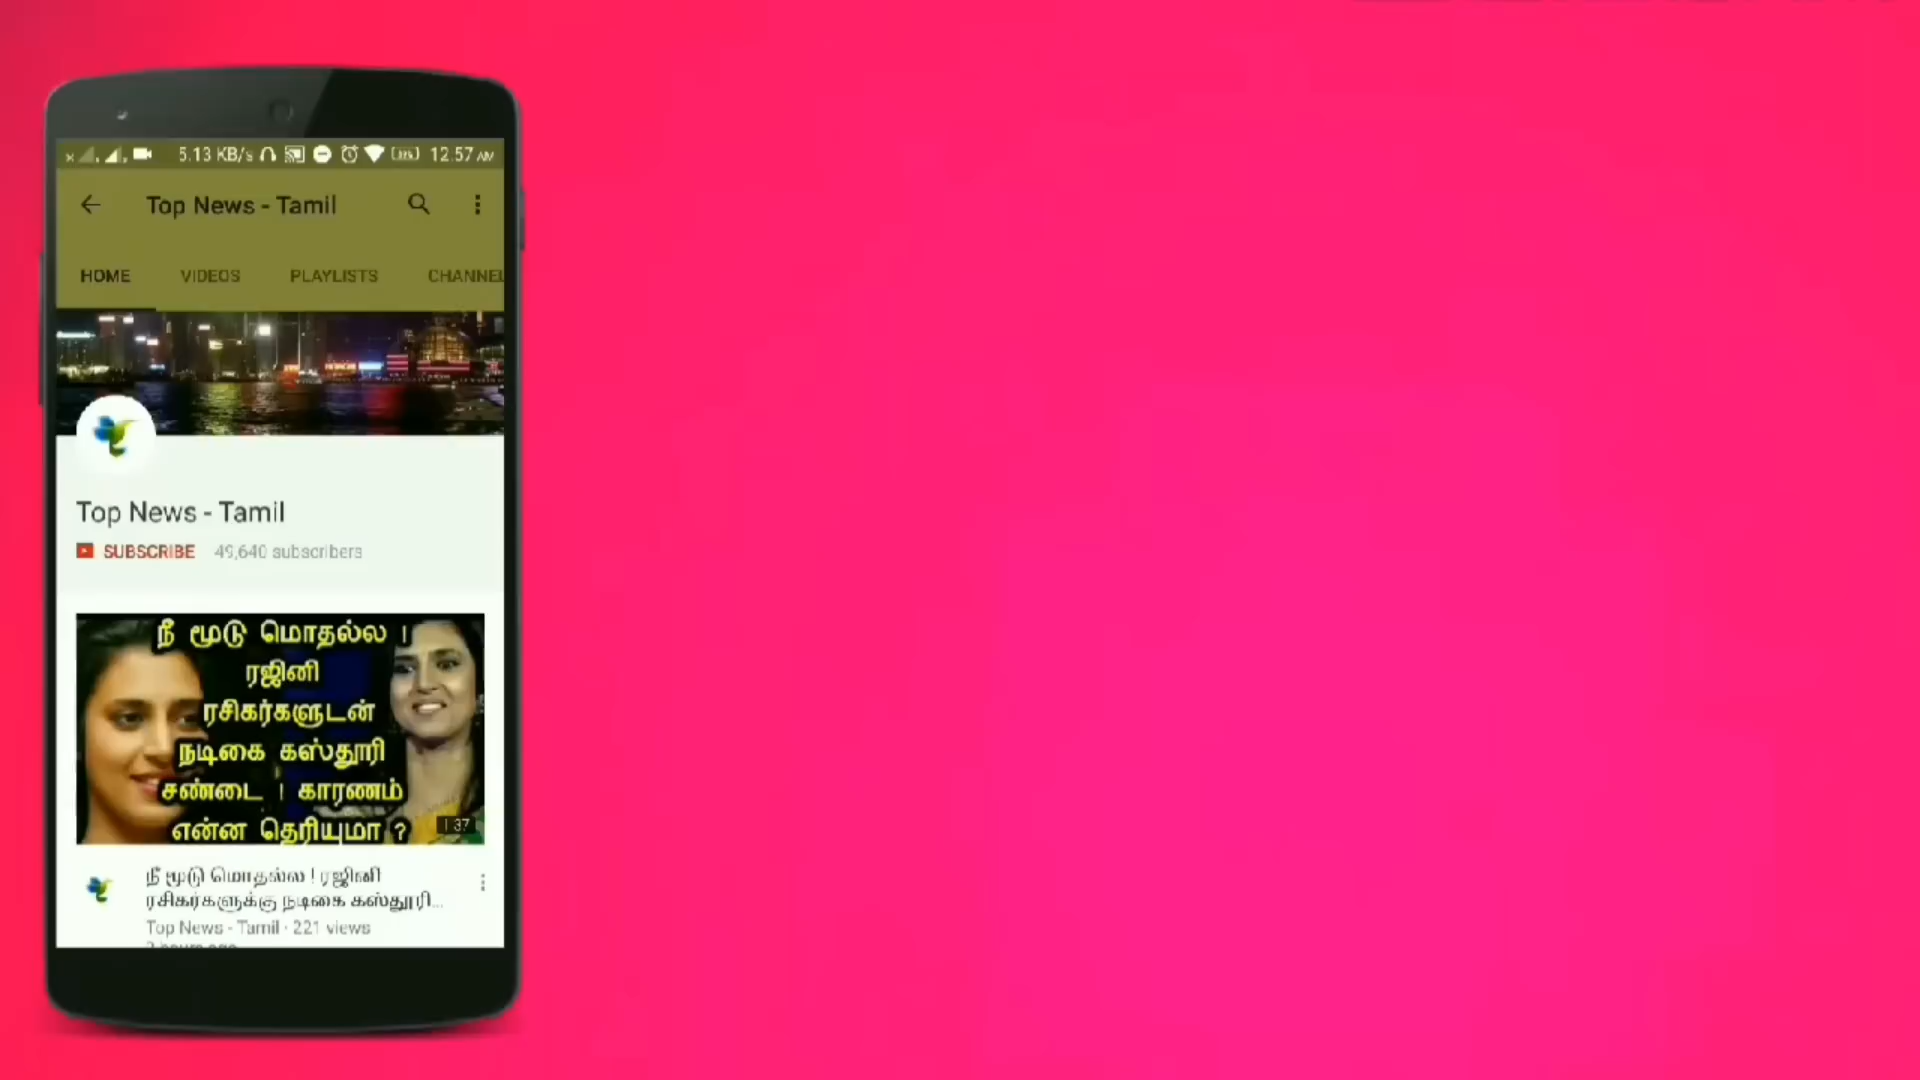 5.13 KB/s 12.57 AM
Top News - Tamil
HOME VIDEOS PLAYLISTS CHANNEL
Top News - Tamil
SUBSCRIBE 49,640 subscribers
நீ மூடு மொதல்ல !
ரஜினி
ரசிகர்களுடன்
நடிகை கஸ்தூரி
சண்டை ! காரணம்
என்ன தெரியுமா ?
1:37
நீ மூடு மொதல்ல ! ரஜினி
ரசிகர்களுக்கு நடிகை கஸ்தூரி...
Top News - Tamil · 221 views